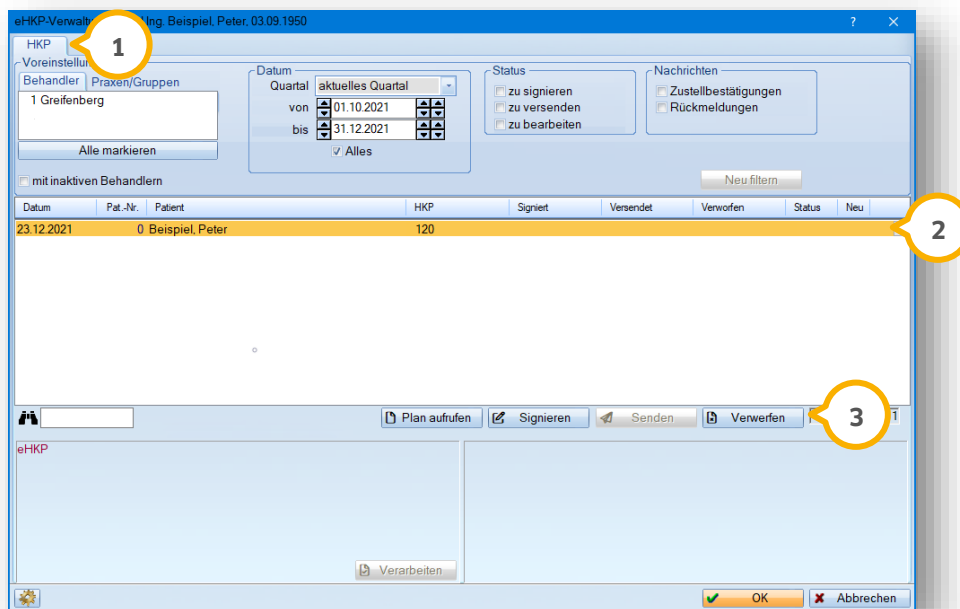 eHKP-Verwaltu Ing. Beispiel, Peter, 03.09.1950
HKP
1
Voreinstellu
Behandler Praxen/Gruppen
1 Greifenberg
Alle markieren
mit inaktiven Behandlern
Datum
Quartal aktuelles Quartal
von 01.10.2021
bis 31.12.2021
Alles
Status
zu signieren
zu versenden
zu bearbeiten
Nachrichten
Zustellbestätigungen
Rückmeldungen
Neu filtern
Datum Pat.-Nr. Patient HKP Signiert Versendet Verworfen Status Neu
23.12.2021 0 Beispiel, Peter 120
2
Plan aufrufen Signieren Senden Verwerfen 1
3
eHKP
Verarbeiten
OK Abbrechen